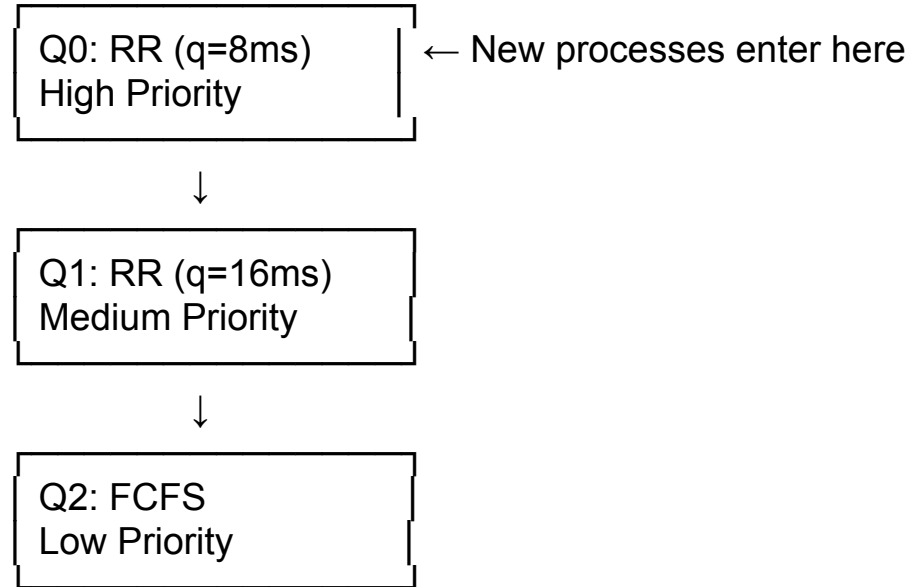 Q0: RR (q=8ms) ← New processes enter here
High Priority
↓
Q1: RR (q=16ms)
Medium Priority
↓
Q2: FCFS
Low Priority